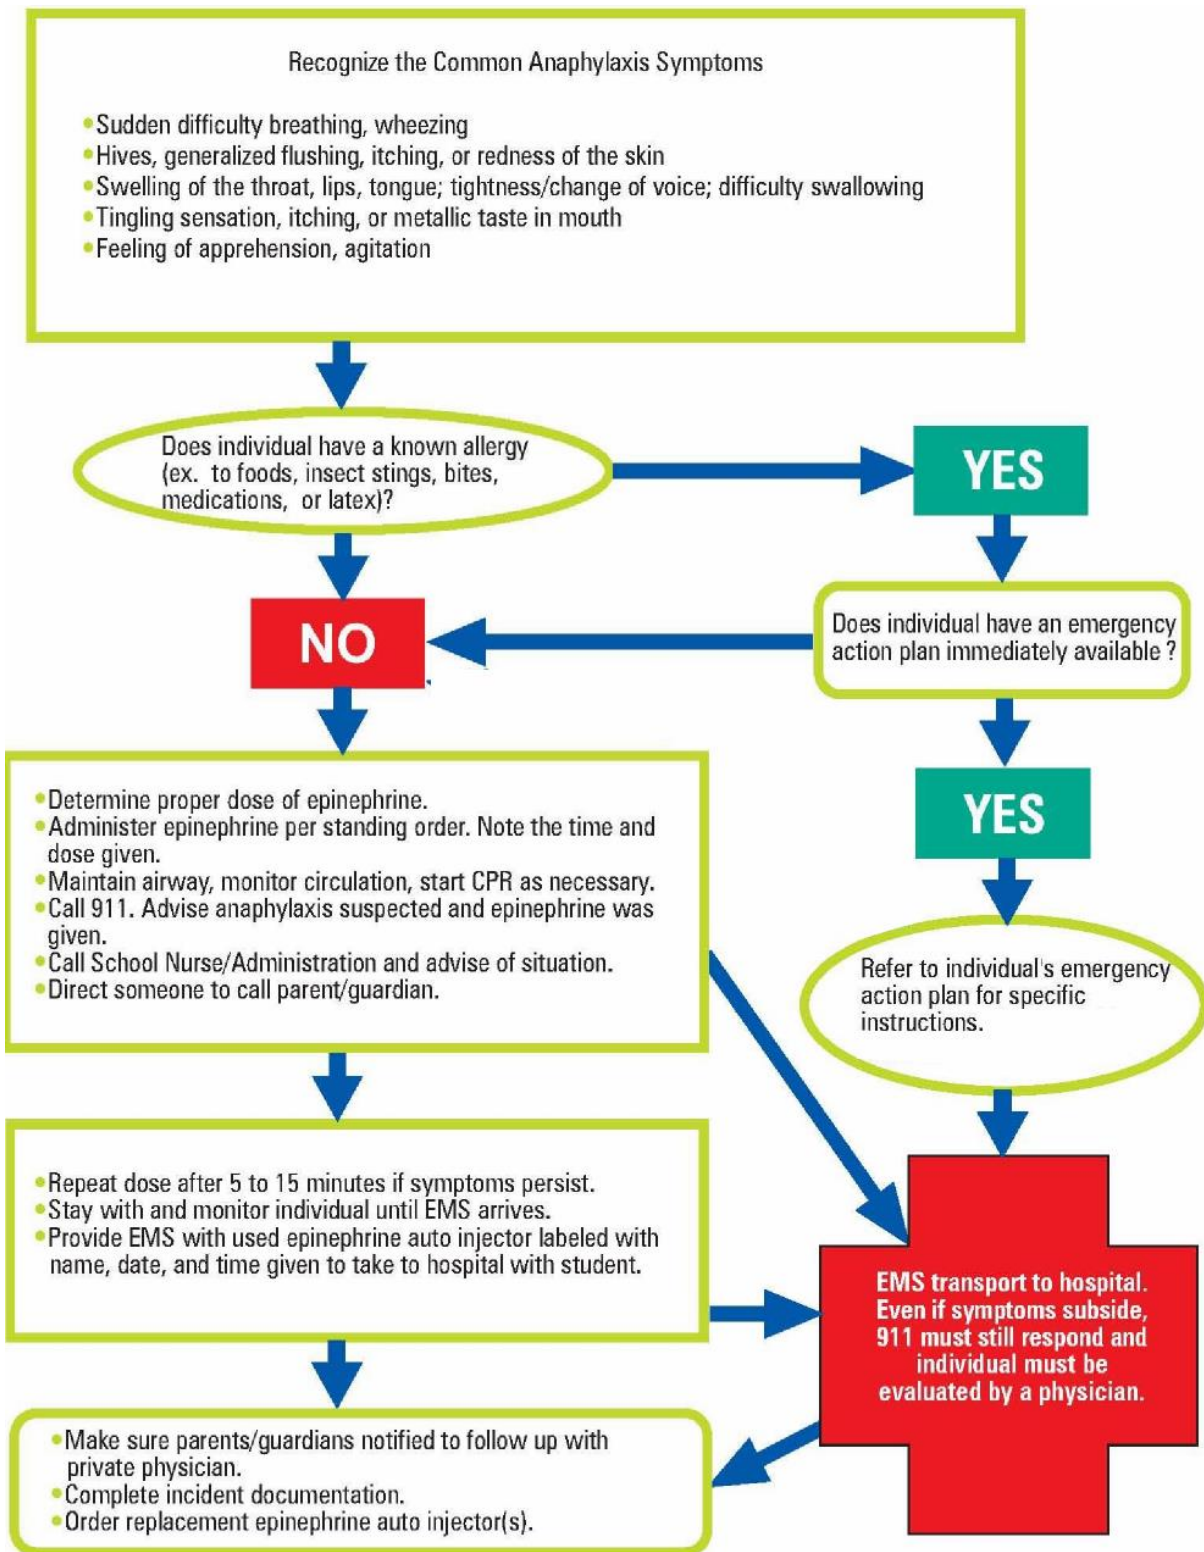 Recognize the Common Anaphylaxis Symptoms
•Sudden difficulty breathing, wheezing
•Hives, generalized flushing, itching, or redness of the skin
•Swelling of the throat, lips, tongue; tightness/change of voice; difficulty swallowing
•Tingling sensation, itching, or metallic taste in mouth
•Feeling of apprehension, agitation
Does individual have a known allergy
(ex. to foods, insect stings, bites,
medications, or latex)?
YES
NO
Does individual have an emergency
action plan immediately available ?
YES
•Determine proper dose of epinephrine.
•Administer epinephrine per standing order. Note the time and
dose given.
•Maintain airway, monitor circulation, start CPR as necessary.
•Call 911. Advise anaphylaxis suspected and epinephrine was
given.
•Call School Nurse/Administration and advise of situation.
•Direct someone to call parent/guardian.
Refer to individual's emergency
action plan for specific
instructions.
•Repeat dose after 5 to 15 minutes if symptoms persist.
•Stay with and monitor individual until EMS arrives.
•Provide EMS with used epinephrine auto injector labeled with
name, date, and time given to take to hospital with student.
EMS transport to hospital.
Even if symptoms subside,
911 must still respond and
individual must be
evaluated by a physician.
•Make sure parents/guardians notified to follow up with
private physician.
•Complete incident documentation.
•Order replacement epinephrine auto injector(s).